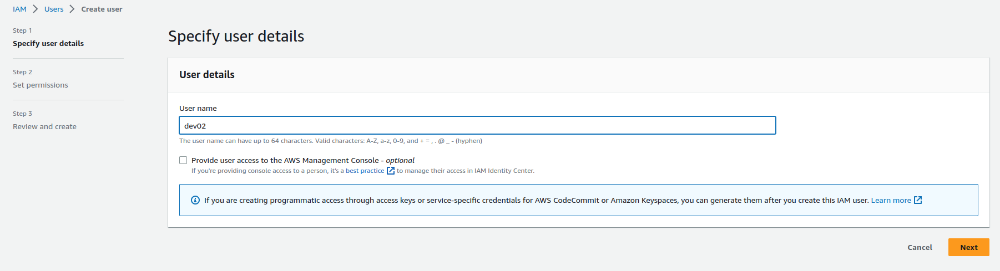 IAM > Users > Create user
Step 1
Specify user details
Step 2
Set permissions
Step 3
Review and create
Specify user details
User details
User name
dev02
The user name can have up to 64 characters. Valid characters: A-Z, a-z, 0-9, and + = , . @ _ - (hyphen)
Provide user access to the AWS Management Console - optional
If you're providing console access to a person, it's a best practice to manage their access in IAM Identity Center.
If you are creating programmatic access through access keys or service-specific credentials for AWS CodeCommit or Amazon Keyspaces, you can generate them after you create this IAM user. Learn more
Cancel
Next